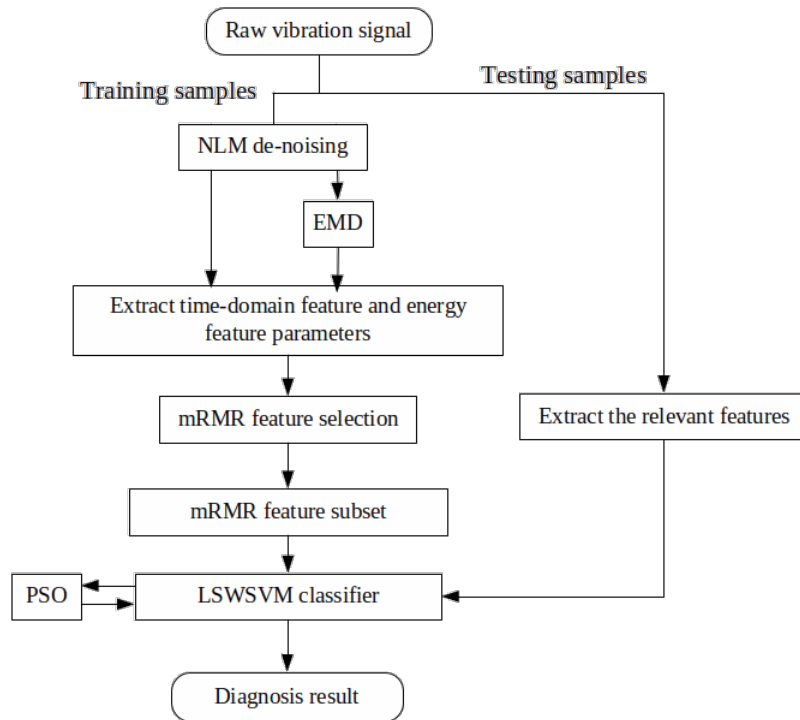 Raw vibration signal
Training samples
Testing samples
NLM de-noising
EMD
Extract time-domain feature and energy
feature parameters
mRMR feature selection
Extract the relevant features
mRMR feature subset
PSO
LSWSVM classifier
Diagnosis result